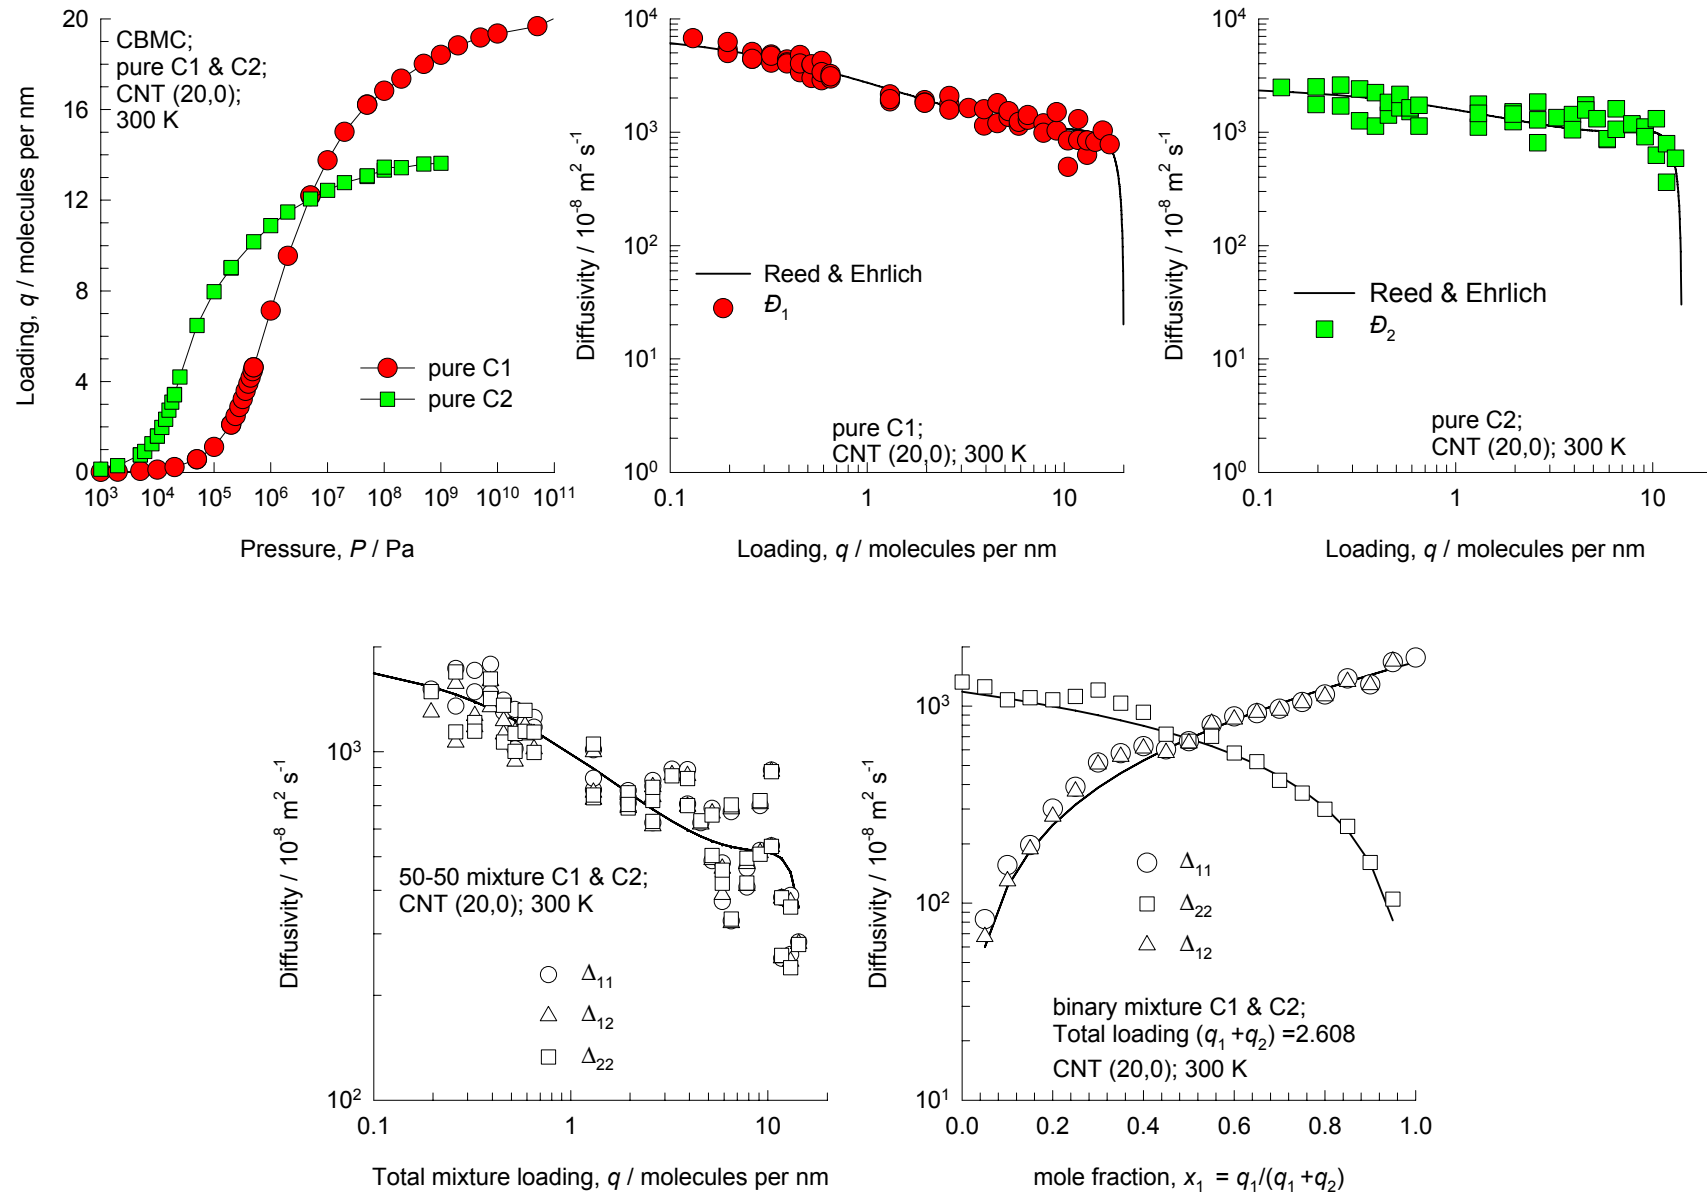 CBMC;
pure C1 & C2;
CNT (20,0);
300 K
20
16
12
8
4
0
Loading, q / molecules per nm
10³ 10⁴ 10⁵ 10⁶ 10⁷ 10⁸ 10⁹ 10¹⁰ 10¹¹
Pressure, P / Pa
pure C1
pure C2
10⁴
10³
10²
10¹
10⁰
Diffusivity / 10⁻⁸ m² s⁻¹
Reed & Ehrlich
Đ₁
pure C1;
CNT (20,0); 300 K
0.1 1 10
Loading, q / molecules per nm
10⁴
10³
10²
10¹
10⁰
Diffusivity / 10⁻⁸ m² s⁻¹
Reed & Ehrlich
Đ₂
pure C2;
CNT (20,0); 300 K
0.1 1 10
Loading, q / molecules per nm
10³
10²
Diffusivity / 10⁻⁸ m² s⁻¹
50-50 mixture C1 & C2;
CNT (20,0); 300 K
Δ₁₁
Δ₁₂
Δ₂₂
0.1 1 10
Total mixture loading, q / molecules per nm
10³
10²
10¹
Diffusivity / 10⁻⁸ m² s⁻¹
Δ₁₁
Δ₂₂
Δ₁₂
binary mixture C1 & C2;
Total loading (q₁+q₂) =2.608
CNT (20,0); 300 K
0.0 0.2 0.4 0.6 0.8 1.0
mole fraction, x₁ = q₁/(q₁+q₂)